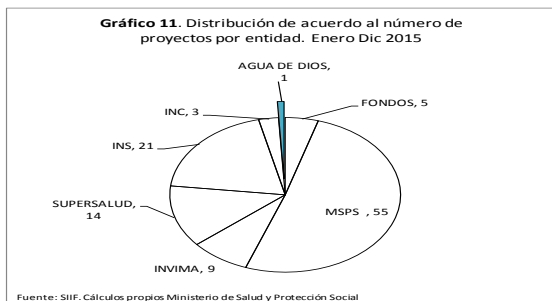 Gráfico 11. Distribución de acuerdo al número de
proyectos por entidad. Enero Dic 2015
AGUA DE DIOS,
1
FONDOS, 5
INC, 3
INS, 21
SUPERSALUD,
14
MSPS , 55
INVIMA, 9
Fuente: SIIF. Cálculos propios Ministerio de Salud y Protección Social